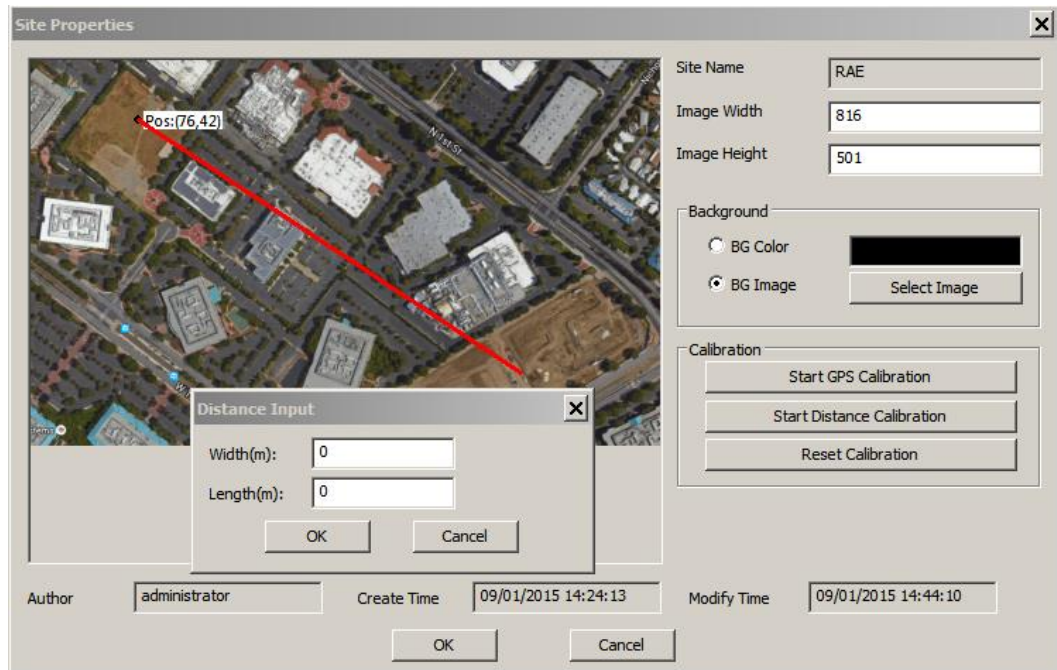 Site Properties
Pos:(76,42)
N 1st St
Site Name
RAE
Image Width
816
Image Height
501
Background
BG Color
BG Image
Select Image
Calibration
Start GPS Calibration
Start Distance Calibration
Reset Calibration
Distance Input
Width(m):
0
Length(m):
0
OK
Cancel
Author
administrator
Create Time
09/01/2015 14:24:13
Modify Time
09/01/2015 14:44:10
OK
Cancel